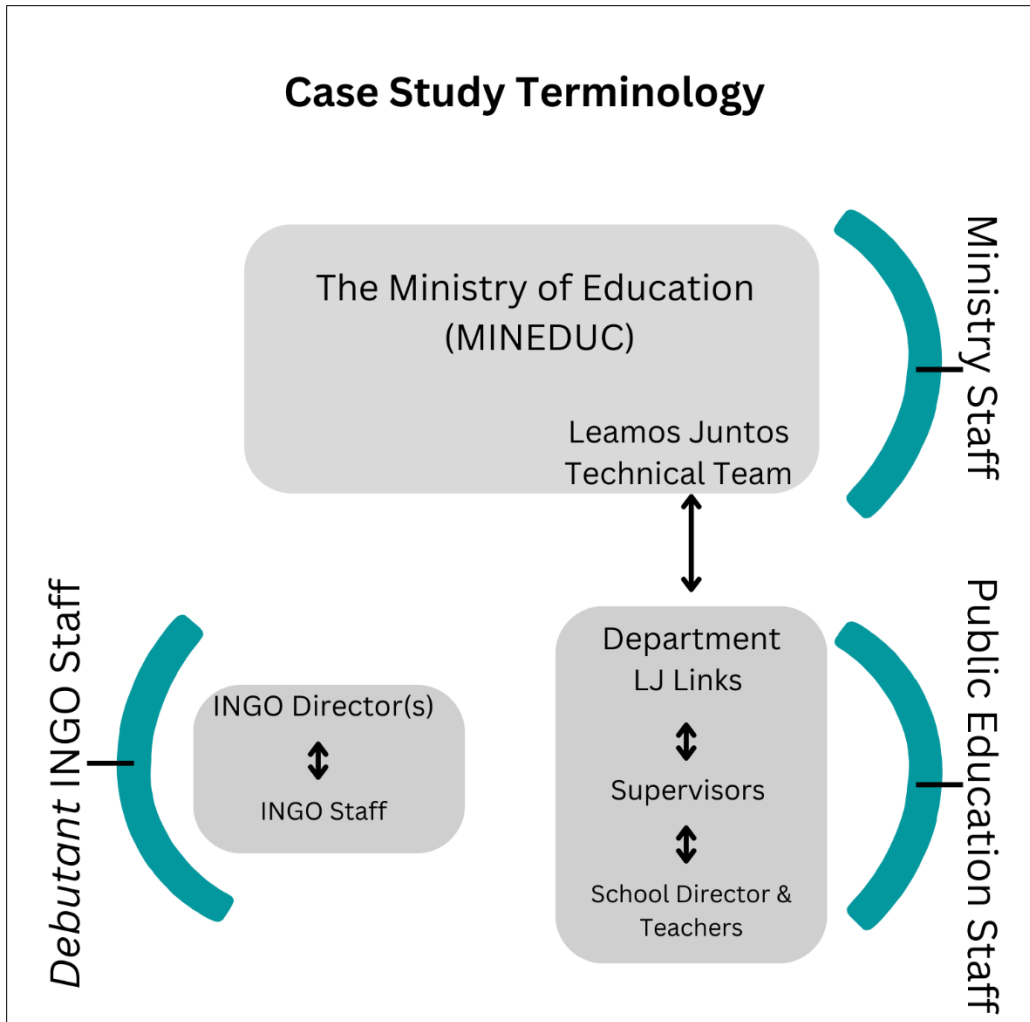 Case Study Terminology
The Ministry of Education
(MINEDUC)
Leamos Juntos
Technical Team
Ministry Staff
Debutant INGO Staff
INGO Director(s)
INGO Staff
Department
LJ Links
Supervisors
School Director &
Teachers
Public Education Staff